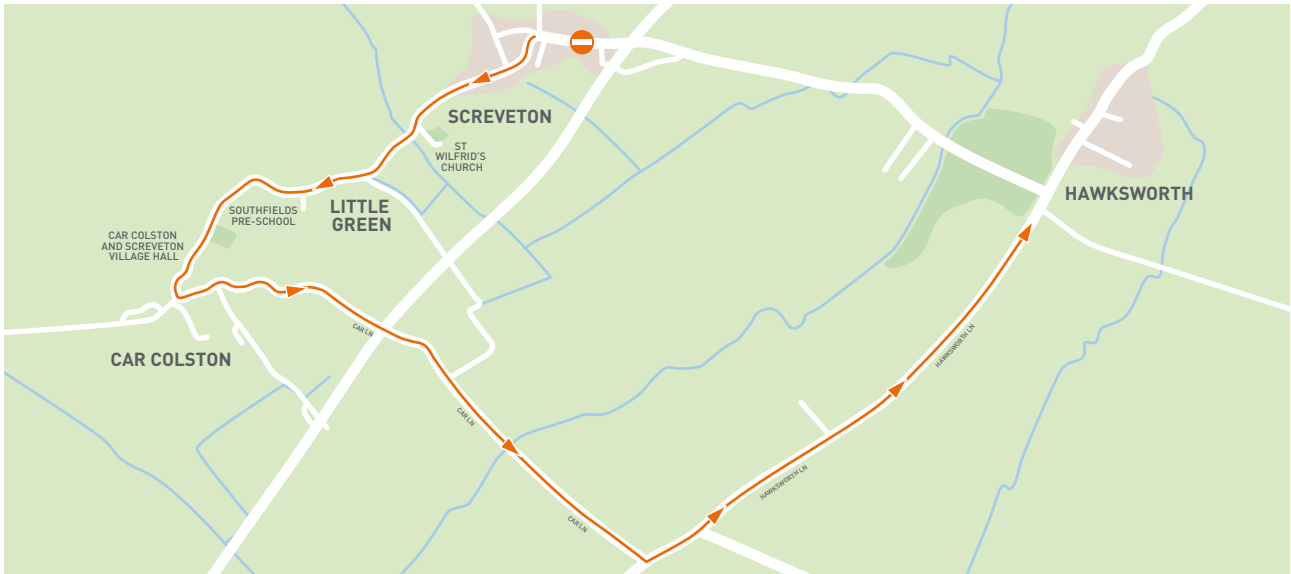 SCREVETON
ST
WILFRID'S
CHURCH
HAWKSWORTH
LITTLE
GREEN
SOUTHFIELDS
PRE-SCHOOL
CAR COLSTON
AND SCREVETON
VILLAGE HALL
CAR LN
HAWKSWORTH LN
CAR COLSTON
CAR LN
HAWKSWORTH LN
CAR LN